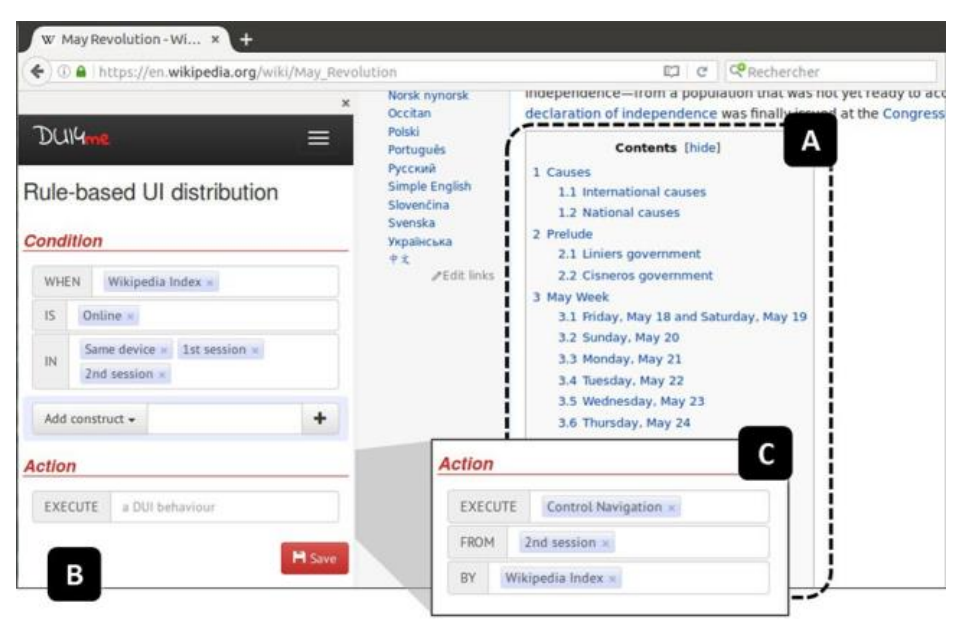 W May Revolution - Wi... × +
https://en.wikipedia.org/wiki/May_Revolution
Rechercher
×
DUI4me
Rule-based UI distribution
Condition
WHEN Wikipedia Index ×
IS Online ×
IN Same device × 1st session ×
2nd session ×
Add construct +
Action
EXECUTE a DUI behaviour
Save
B
Norsk nynorsk
Occitan
Polski
Português
Русский
Simple English
Slovenčina
Svenska
Українська
中文
Edit links
independence—from a population that was not yet ready to acc
declaration of independence was finally issued at the Congress
A
Contents [hide]
1 Causes
1.1 International causes
1.2 National causes
2 Prelude
2.1 Liniers government
2.2 Cisneros government
3 May Week
3.1 Friday, May 18 and Saturday, May 19
3.2 Sunday, May 20
3.3 Monday, May 21
3.4 Tuesday, May 22
3.5 Wednesday, May 23
3.6 Thursday, May 24
C
Action
EXECUTE Control Navigation ×
FROM 2nd session ×
BY Wikipedia Index ×